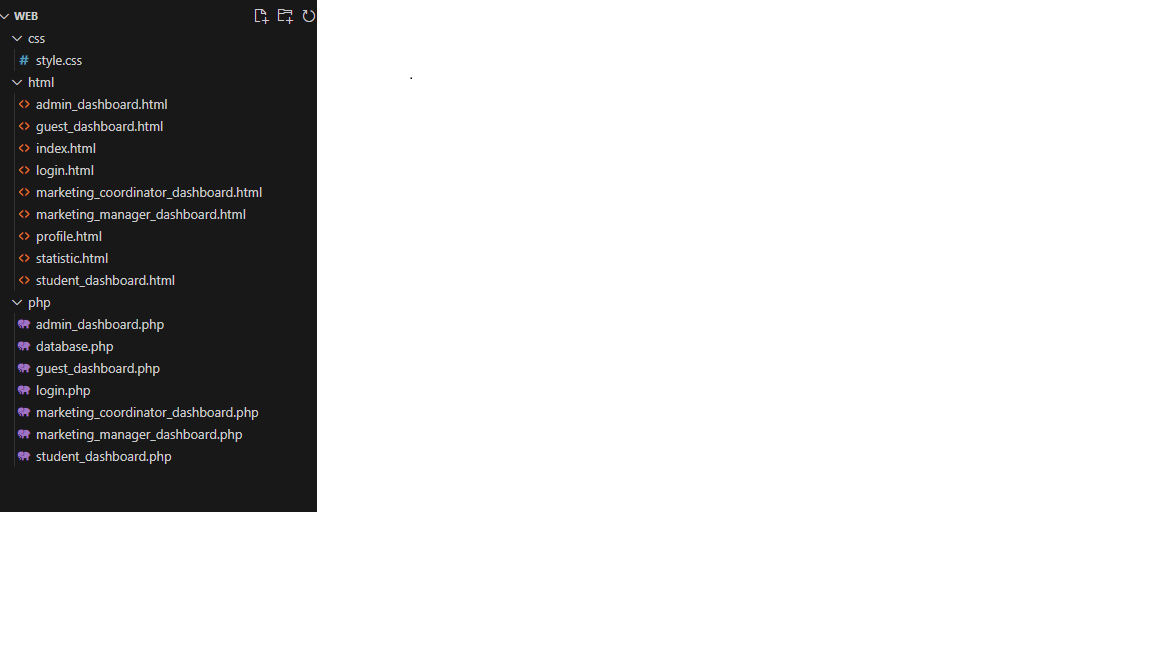 WEB
css
# style.css
html
<> admin_dashboard.html
<> guest_dashboard.html
<> index.html
<> login.html
<> marketing_coordinator_dashboard.html
<> marketing_manager_dashboard.html
<> profile.html
<> statistic.html
<> student_dashboard.html
php
admin_dashboard.php
database.php
guest_dashboard.php
login.php
marketing_coordinator_dashboard.php
marketing_manager_dashboard.php
student_dashboard.php